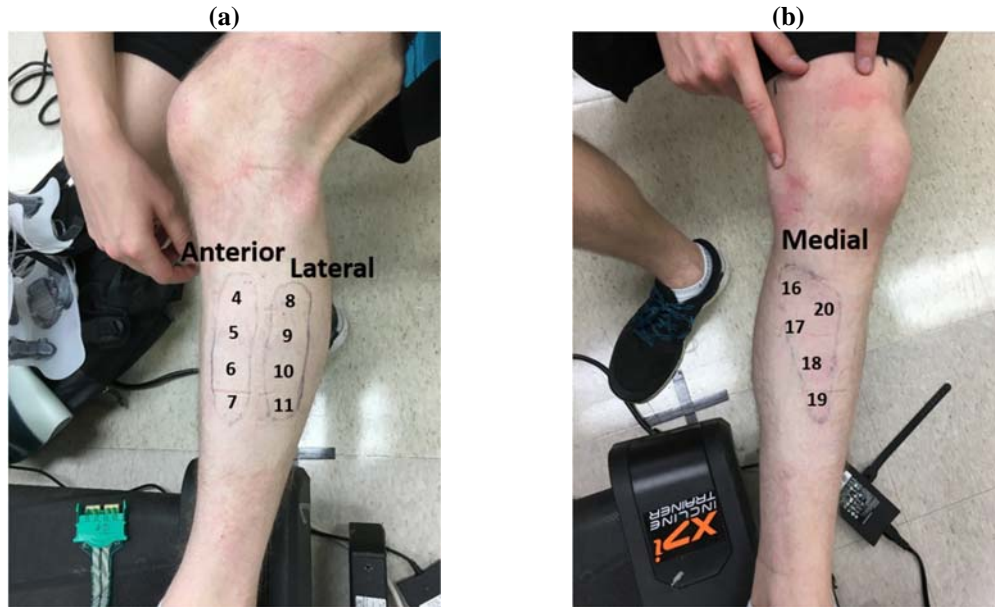 (a)
Anterior
Lateral
4
8
5
9
6
10
7
11
(b)
Medial
16
20
17
18
19
INCLINE
TRAINER
X7i